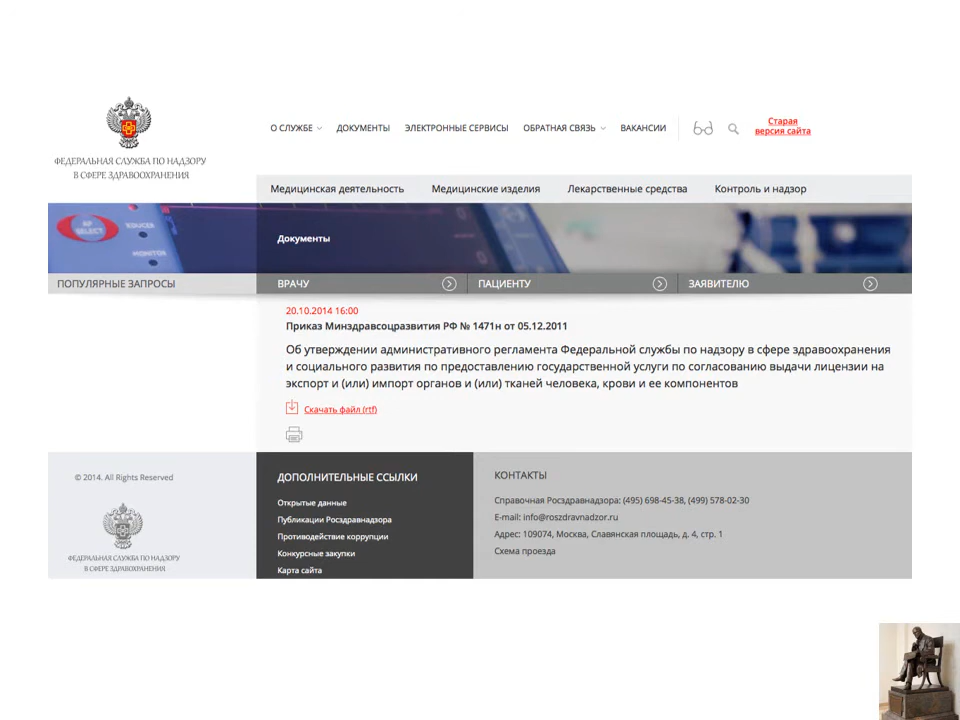 О СЛУЖБЕ
ДОКУМЕНТЫ
ЭЛЕКТРОННЫЕ СЕРВИСЫ
ОБРАТНАЯ СВЯЗЬ
ВАКАНСИИ
Старая
версия сайта
ФЕДЕРАЛЬНАЯ СЛУЖБА ПО НАДЗОРУ
В СФЕРЕ ЗДРАВООХРАНЕНИЯ
Медицинская деятельность
Медицинские изделия
Лекарственные средства
Контроль и надзор
AP
SELECT
MONITOR
Документы
ПОПУЛЯРНЫЕ ЗАПРОСЫ
ВРАЧУ
ПАЦИЕНТУ
ЗАЯВИТЕЛЮ
20.10.2014 16:00
Приказ Минздравсоцразвития РФ № 1471н от 05.12.2011
Об утверждении административного регламента Федеральной службы по надзору в сфере здравоохранения
и социального развития по предоставлению государственной услуги по согласованию выдачи лицензии на
экспорт и (или) импорт органов и (или) тканей человека, крови и ее компонентов
Скачать файл (rtf)
© 2014. All Rights Reserved
ФЕДЕРАЛЬНАЯ СЛУЖБА ПО НАДЗОРУ
В СФЕРЕ ЗДРАВООХРАНЕНИЯ
ДОПОЛНИТЕЛЬНЫЕ ССЫЛКИ
Открытые данные
Публикации Росздравнадзора
Противодействие коррупции
Конкурсные закупки
Карта сайта
КОНТАКТЫ
Справочная Росздравнадзора: (495) 698-45-38, (499) 578-02-30
E-mail: info@roszdravnadzor.ru
Адрес: 109074, Москва, Славянская площадь, д. 4, стр. 1
Схема проезда